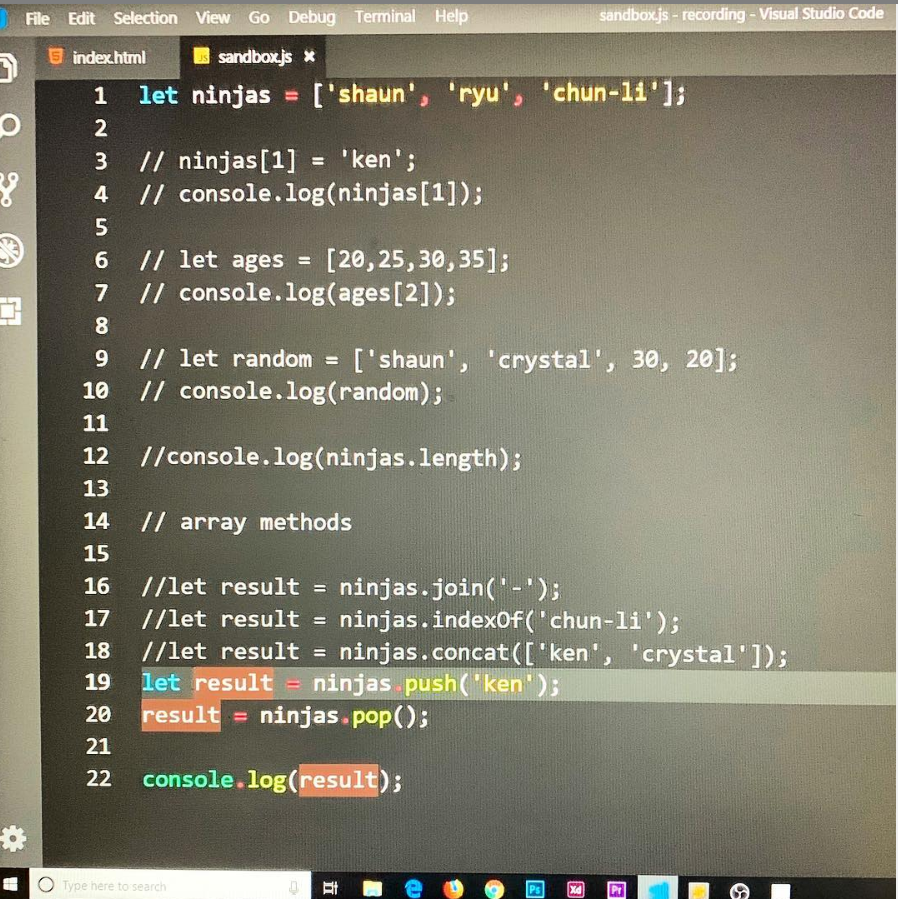 File Edit Selection View Go Debug Terminal Help sandbox.js - recording - Visual Studio Code
index.html JS sandbox.js ×
1 let ninjas = ['shaun', 'ryu', 'chun-li'];
2
3 // ninjas[1] = 'ken';
4 // console.log(ninjas[1]);
5
6 // let ages = [20,25,30,35];
7 // console.log(ages[2]);
8
9 // let random = ['shaun', 'crystal', 30, 20];
10 // console.log(random);
11
12 //console.log(ninjas.length);
13
14 // array methods
15
16 //let result = ninjas.join('-');
17 //let result = ninjas.indexOf('chun-li');
18 //let result = ninjas.concat(['ken', 'crystal']);
19 let result = ninjas.push('ken');
20 result = ninjas.pop();
21
22 console.log(result);
Type here to search Ps Xd Pr